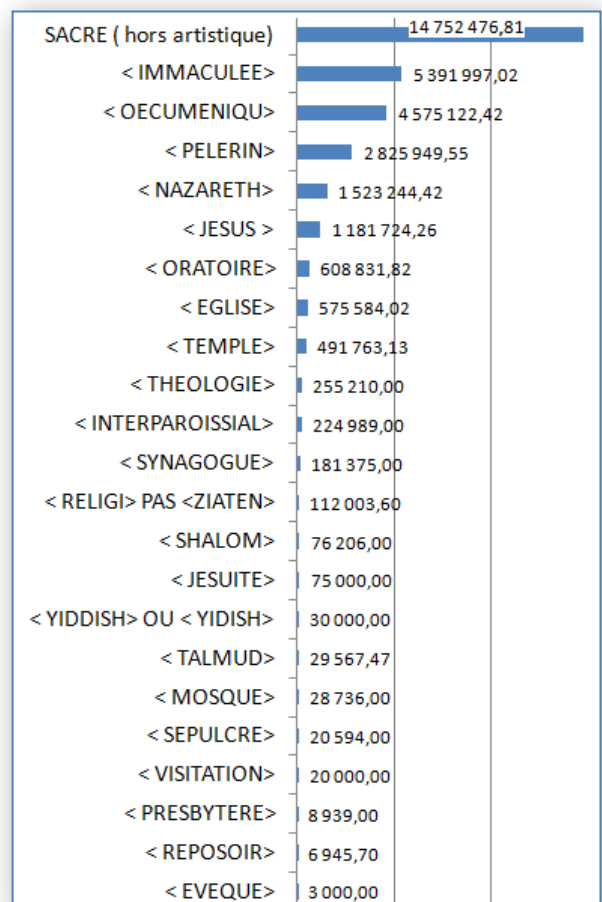 SACRE ( hors artistique) 14 752 476,81
< IMMACULEE> 5 391 997,02
< OECUMENIQU> 4 575 122,42
< PELERIN> 2 825 949,55
< NAZARETH> 1 523 244,42
< JESUS > 1 181 724,26
< ORATOIRE> 608 831,82
< EGLISE> 575 584,02
< TEMPLE> 491 763,13
< THEOLOGIE> 255 210,00
< INTERPAROISSIAL> 224 989,00
< SYNAGOGUE> 181 375,00
< RELIGI> PAS <ZIATEN> 112 003,60
< SHALOM> 76 206,00
< JESUITE> 75 000,00
< YIDDISH> OU < YIDISH> 30 000,00
< TALMUD> 29 567,47
< MOSQUE> 28 736,00
< SEPULCRE> 20 594,00
< VISITATION> 20 000,00
< PRESBYTERE> 8 939,00
< REPOSOIR> 6 945,70
< EVEQUE> 3 000,00